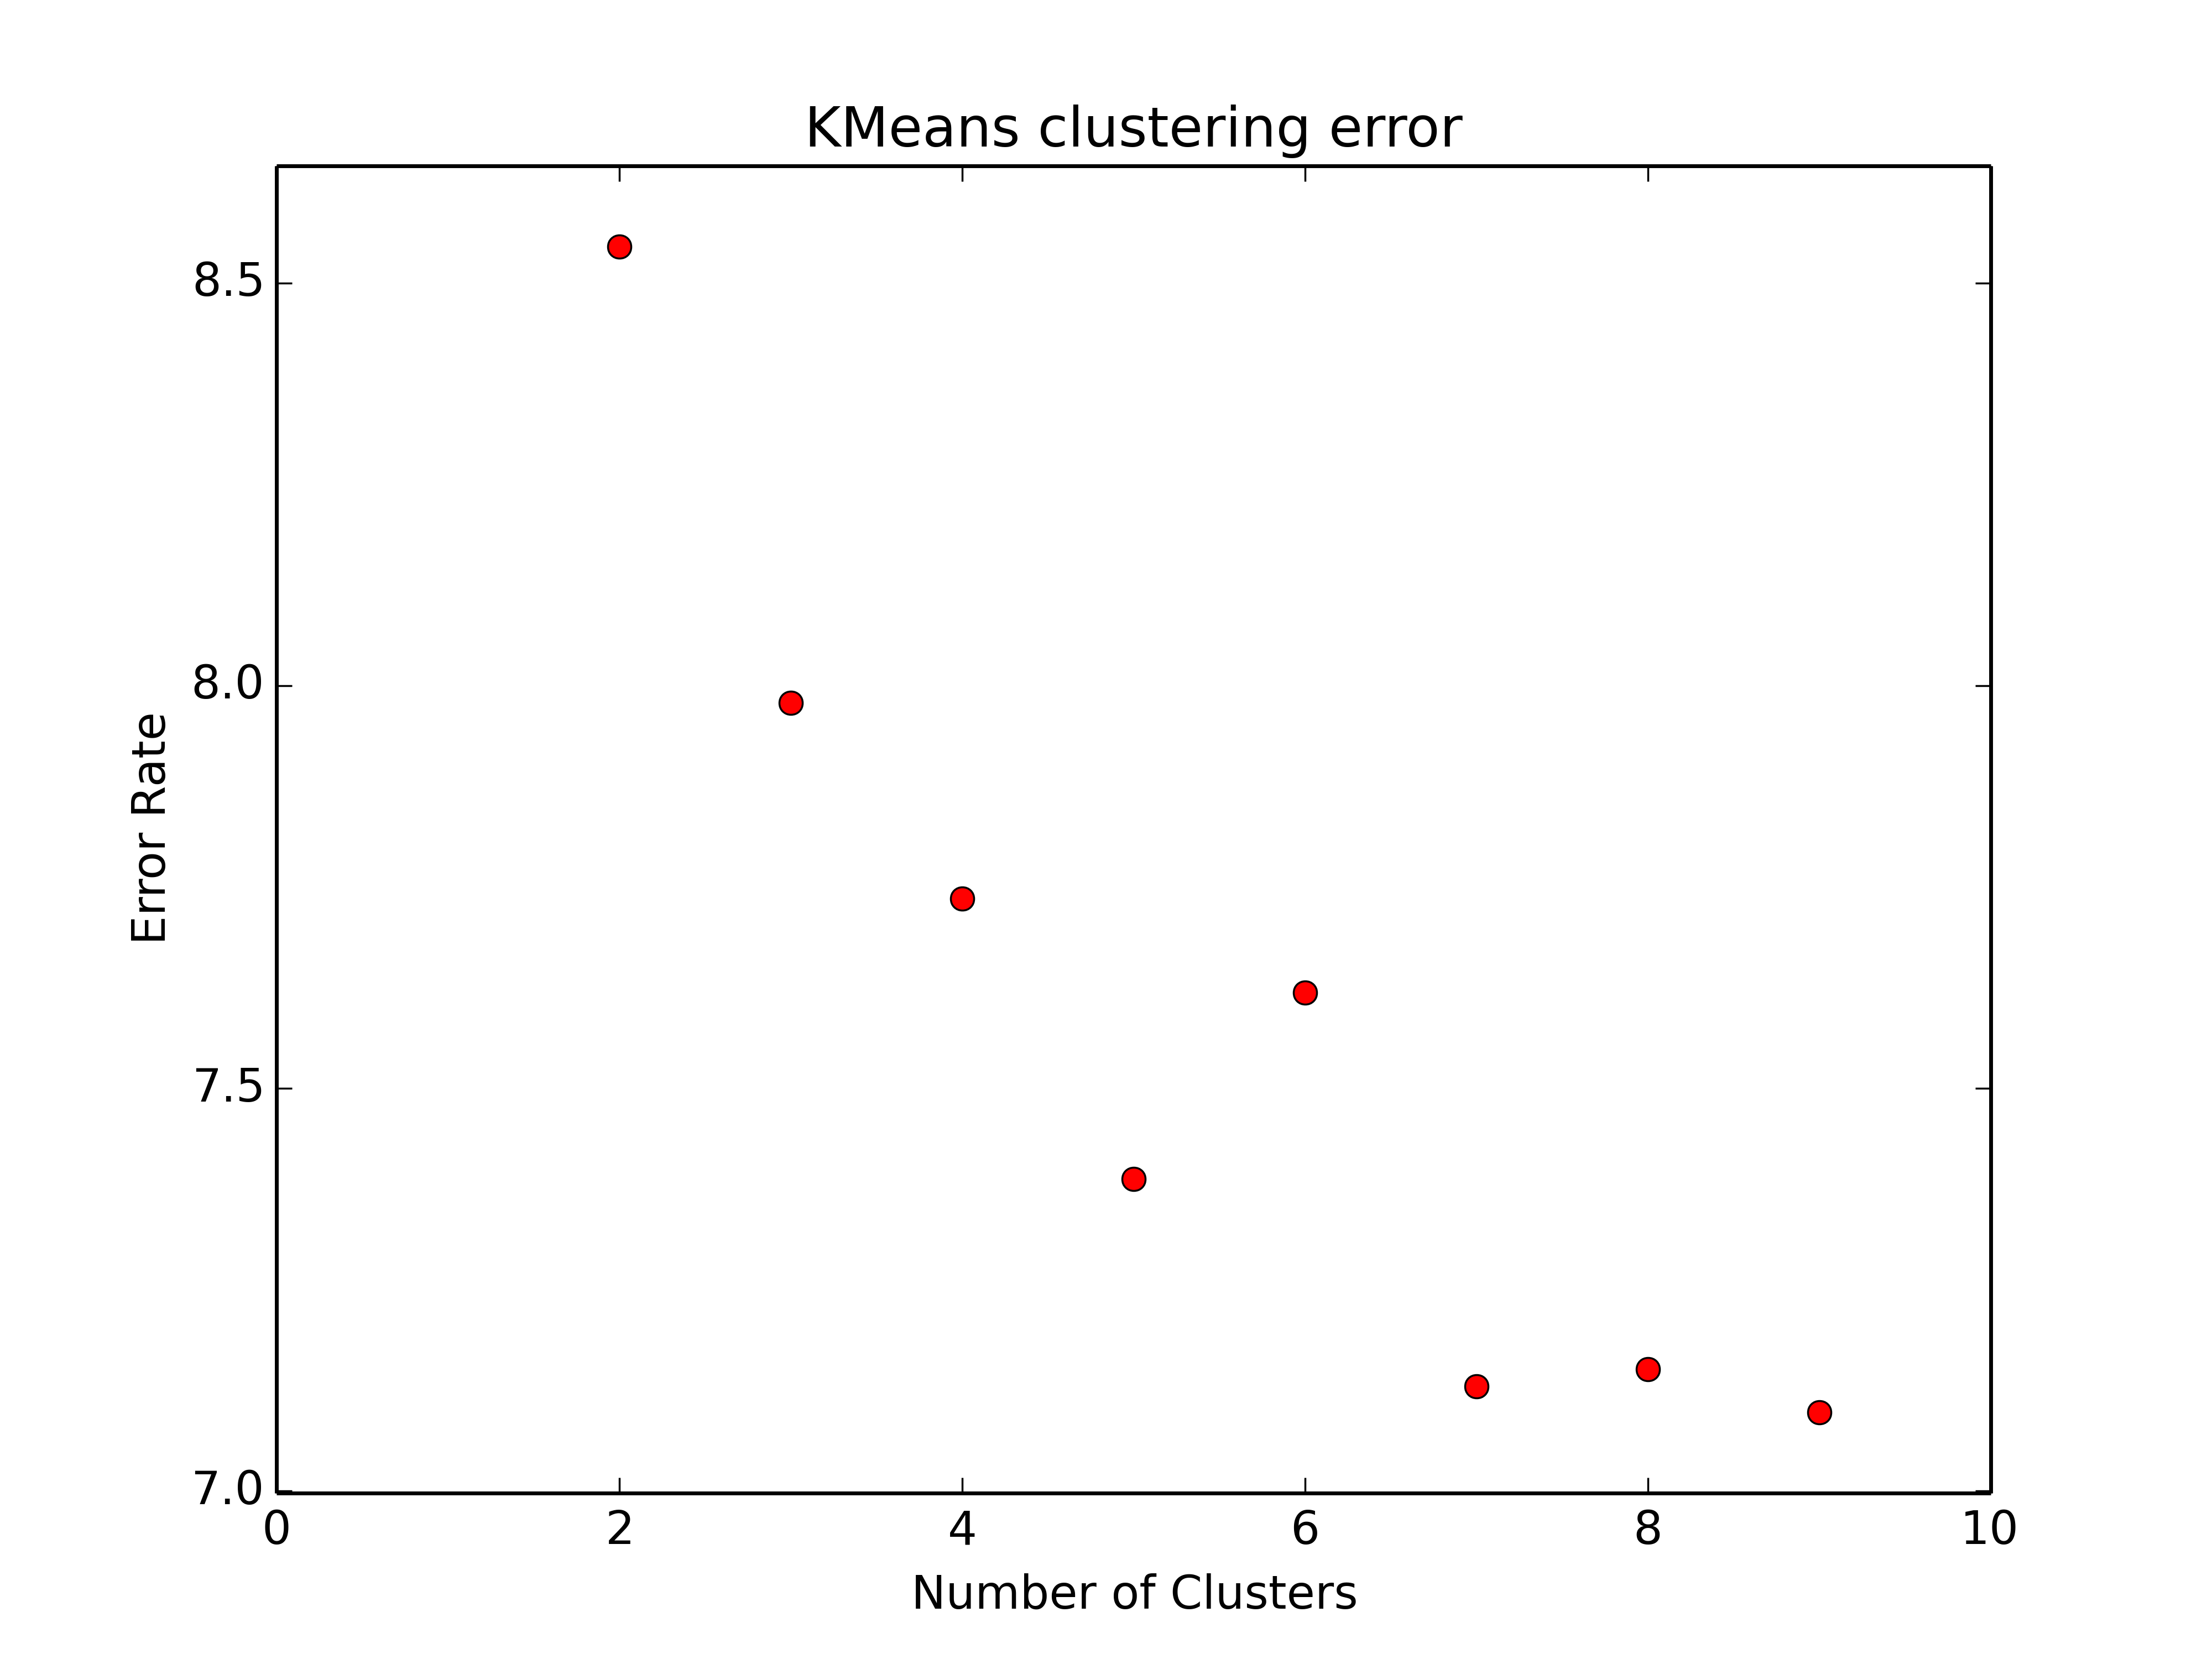 KMeans clustering error
8.5
8.0
7.5
7.0
Error Rate
0 2 4 6 8 10
Number of Clusters